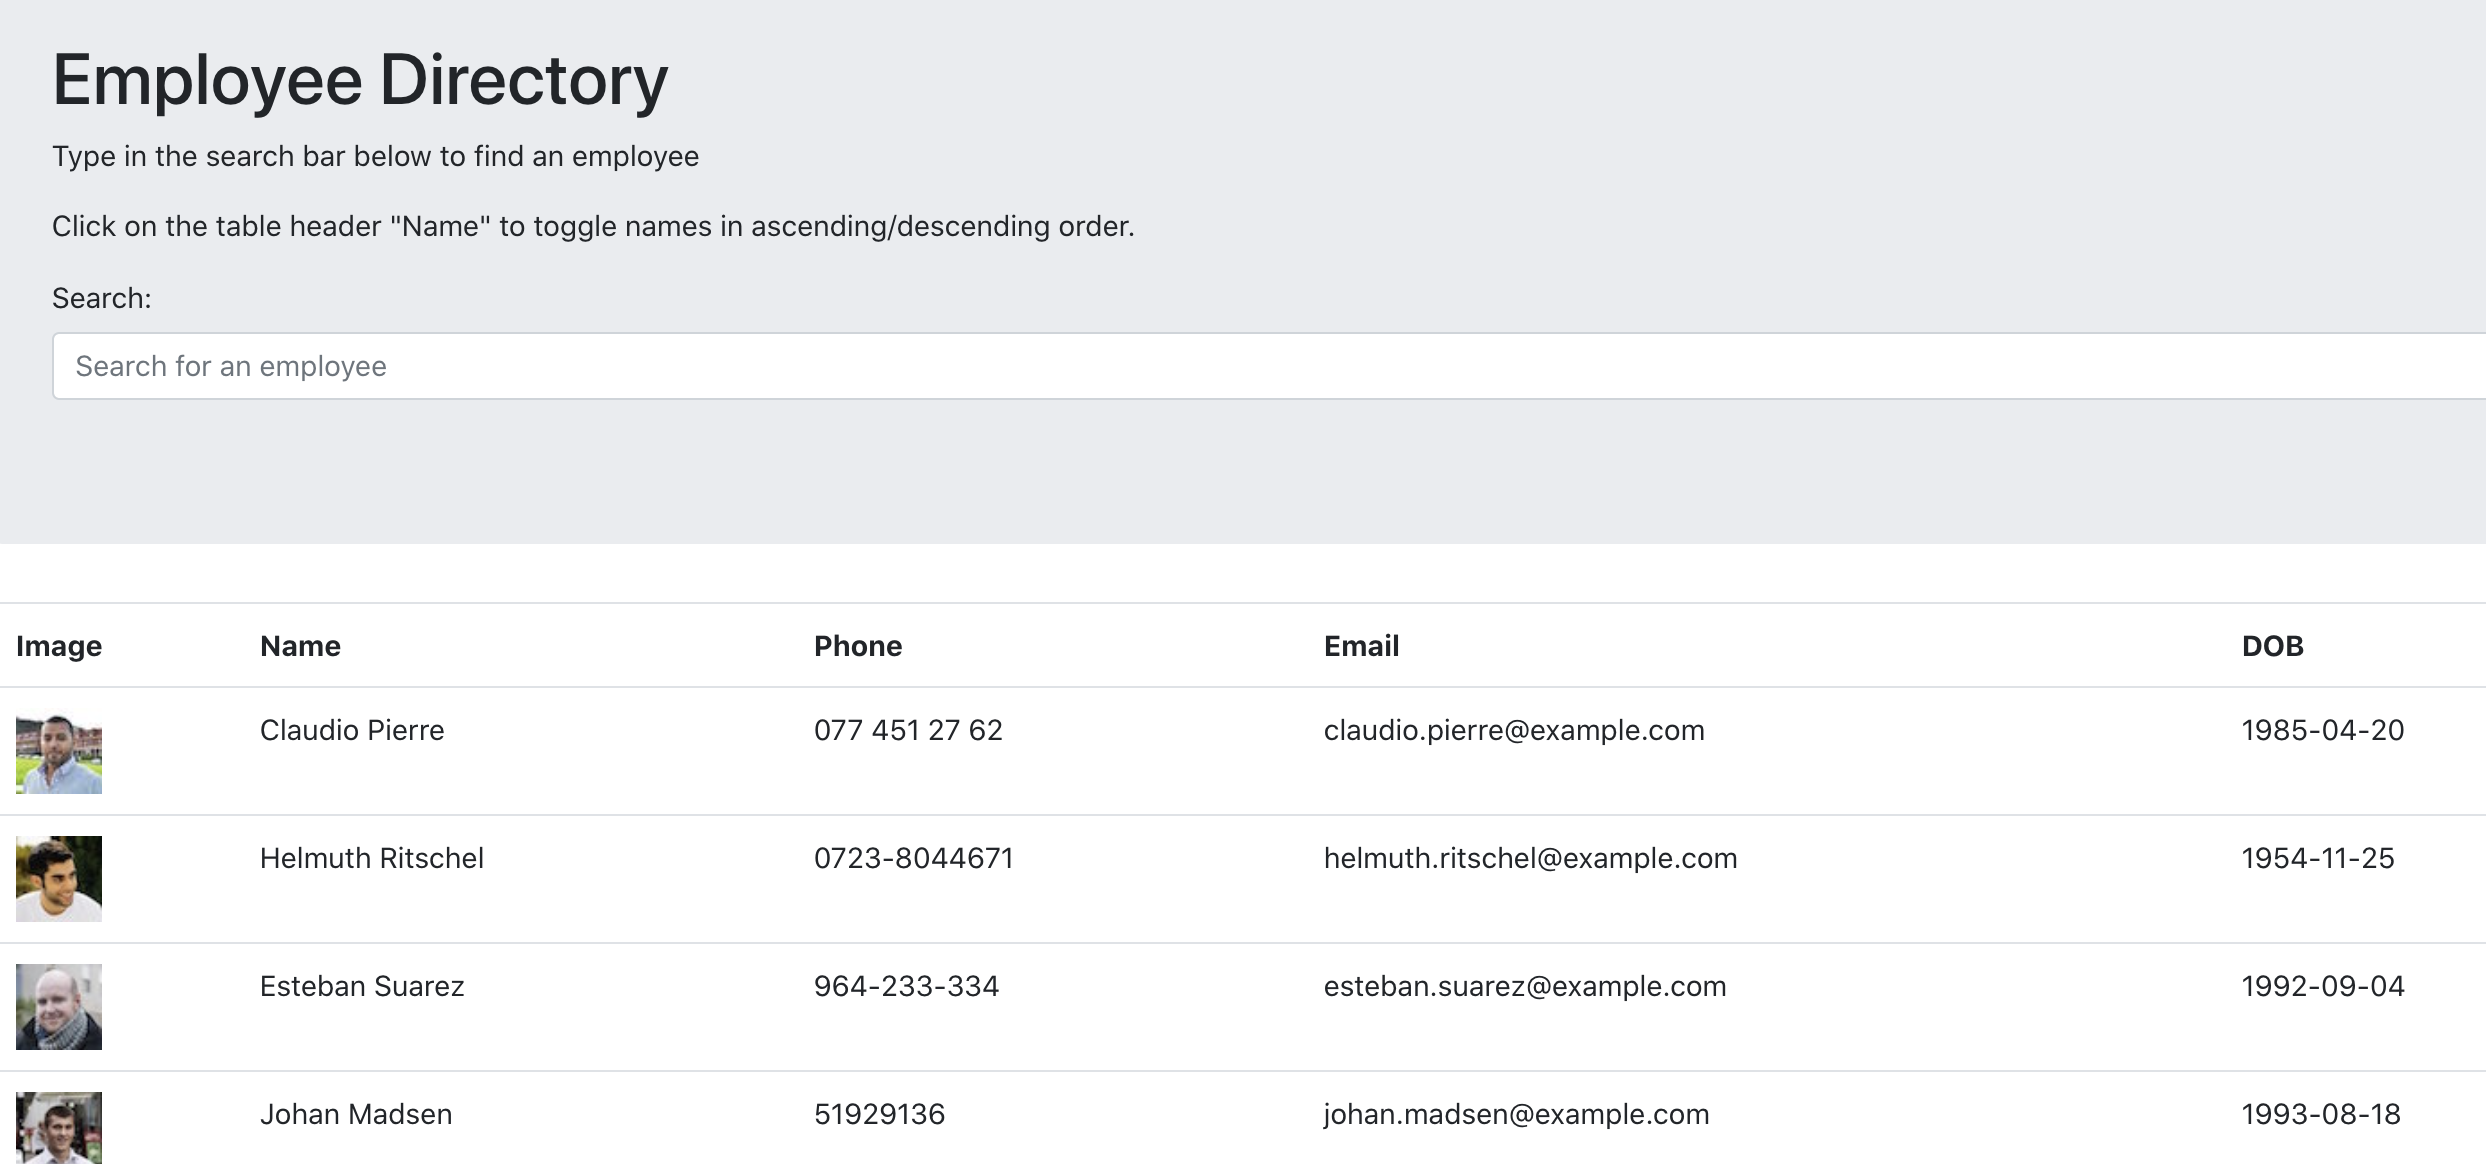 Employee Directory
Type in the search bar below to find an employee
Click on the table header "Name" to toggle names in ascending/descending order.
Search:
Search for an employee
Image Name Phone Email DOB
Claudio Pierre 077 451 27 62 claudio.pierre@example.com 1985-04-20
Helmuth Ritschel 0723-8044671 helmuth.ritschel@example.com 1954-11-25
Esteban Suarez 964-233-334 esteban.suarez@example.com 1992-09-04
Johan Madsen 51929136 johan.madsen@example.com 1993-08-18